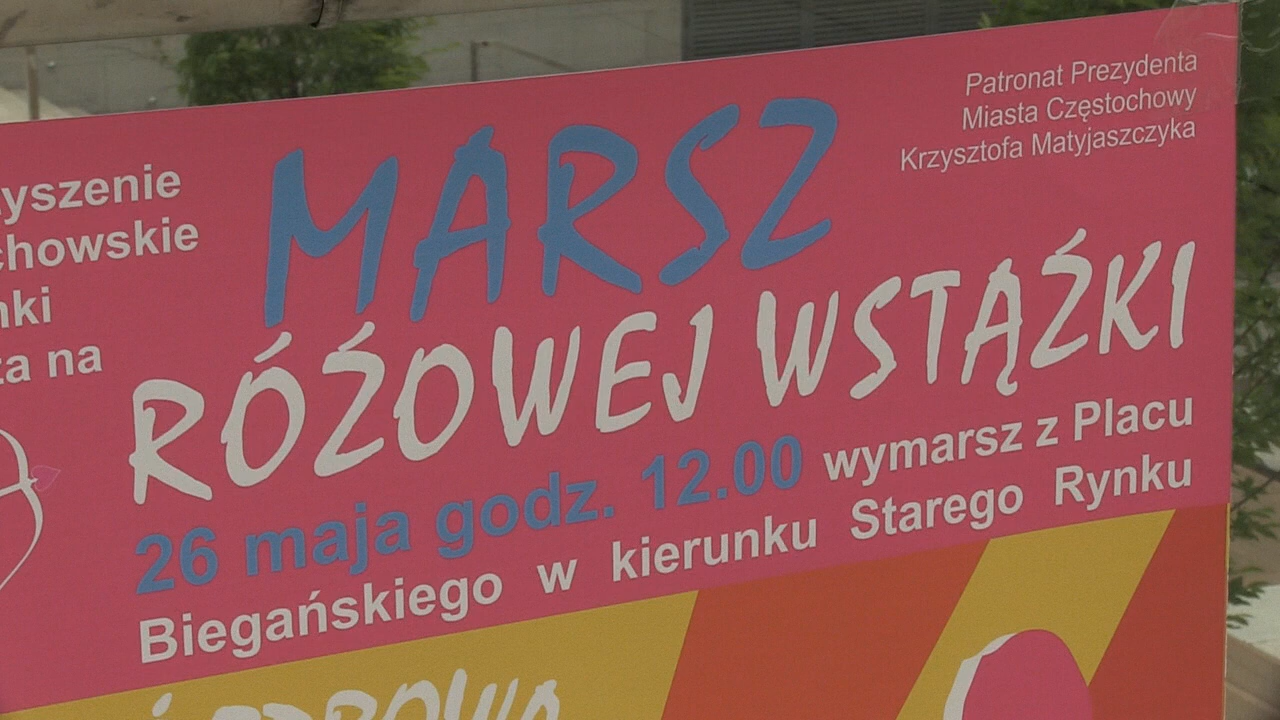 Patronat Prezydenta
Miasta Częstochowy
Krzysztofa Matyjaszczyka
MARSZ
RÓŻOWEJ WSTĄŻKI
26 maja godz. 12.00 wymarsz z Placu
Biegańskiego w kierunku Starego Rynku
yszenie
chowskie
nki
za na